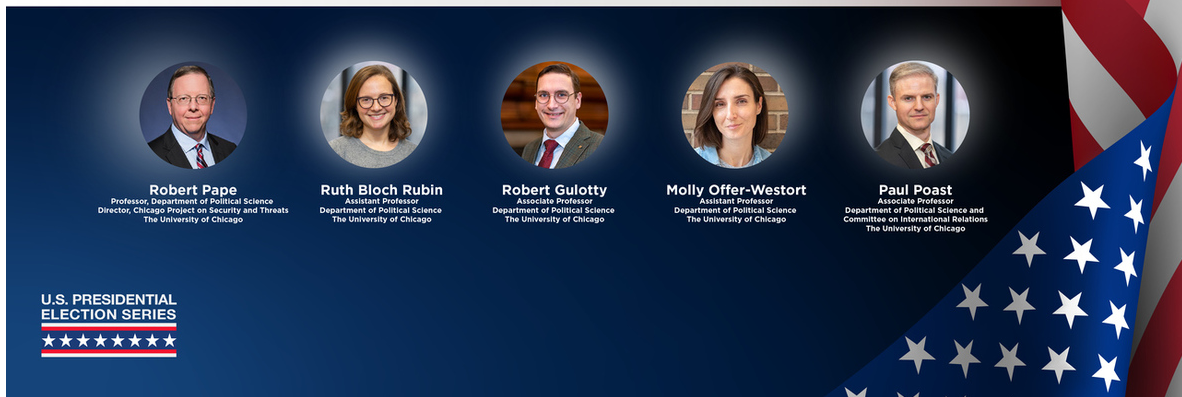 Robert Pape
Professor, Department of Political Science
Director, Chicago Project on Security and Threats
The University of Chicago
Ruth Bloch Rubin
Assistant Professor
Department of Political Science
The University of Chicago
Robert Gulotty
Associate Professor
Department of Political Science
The University of Chicago
Molly Offer-Westort
Assistant Professor
Department of Political Science
The University of Chicago
Paul Poast
Associate Professor
Department of Political Science and
Committee on International Relations
The University of Chicago
U.S. PRESIDENTIAL
ELECTION SERIES